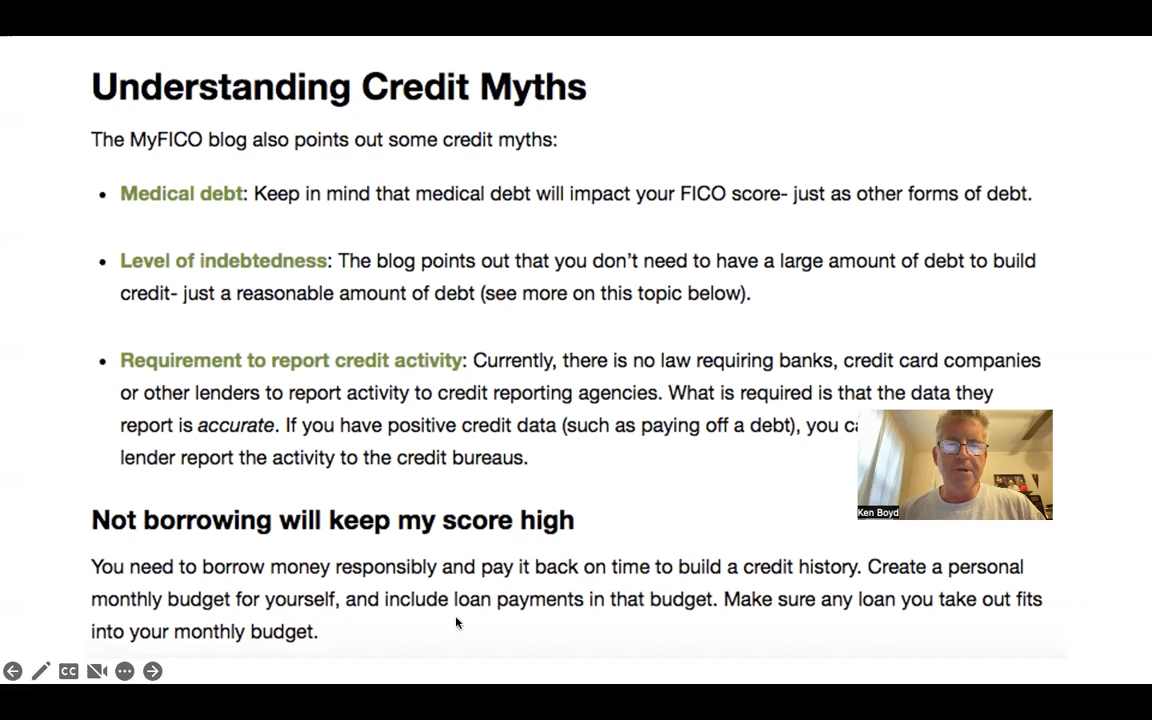 Understanding Credit Myths
The MyFICO blog also points out some credit myths:
• Medical debt: Keep in mind that medical debt will impact your FICO score- just as other forms of debt.
• Level of indebtedness: The blog points out that you don’t need to have a large amount of debt to build
credit- just a reasonable amount of debt (see more on this topic below).
• Requirement to report credit activity: Currently, there is no law requiring banks, credit card companies
or other lenders to report activity to credit reporting agencies. What is required is that the data they
report is accurate. If you have positive credit data (such as paying off a debt), you
lender report the activity to the credit bureaus.
Ken Boyd
Not borrowing will keep my score high
You need to borrow money responsibly and pay it back on time to build a credit history. Create a personal
monthly budget for yourself, and include loan payments in that budget. Make sure any loan you take out fits
into your monthly budget.
CC